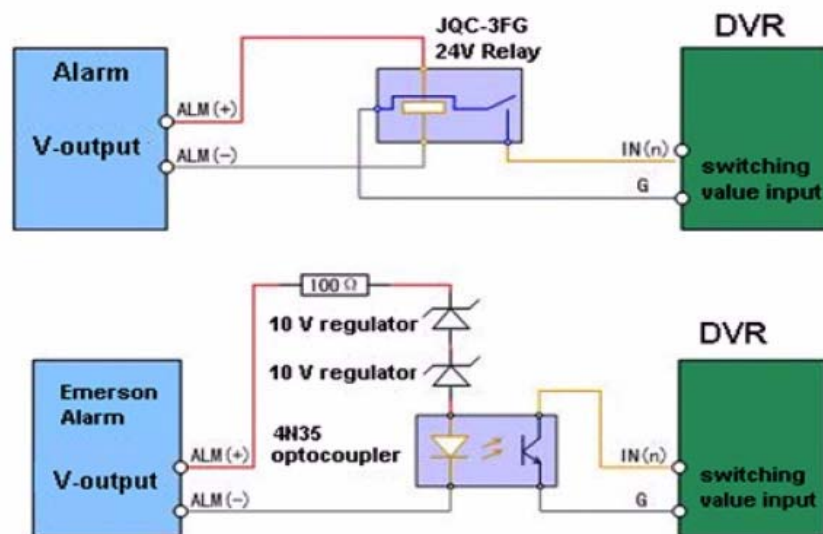 JQC-3FG
24V Relay
DVR
Alarm
V-output
ALM(+)
ALM(-)
IN(n)
G
switching
value input
100Ω
10 V regulator
10 V regulator
DVR
Emerson
Alarm
V-output
4N35
optocoupler
ALM(+)
ALM(-)
IN(n)
G
switching
value input